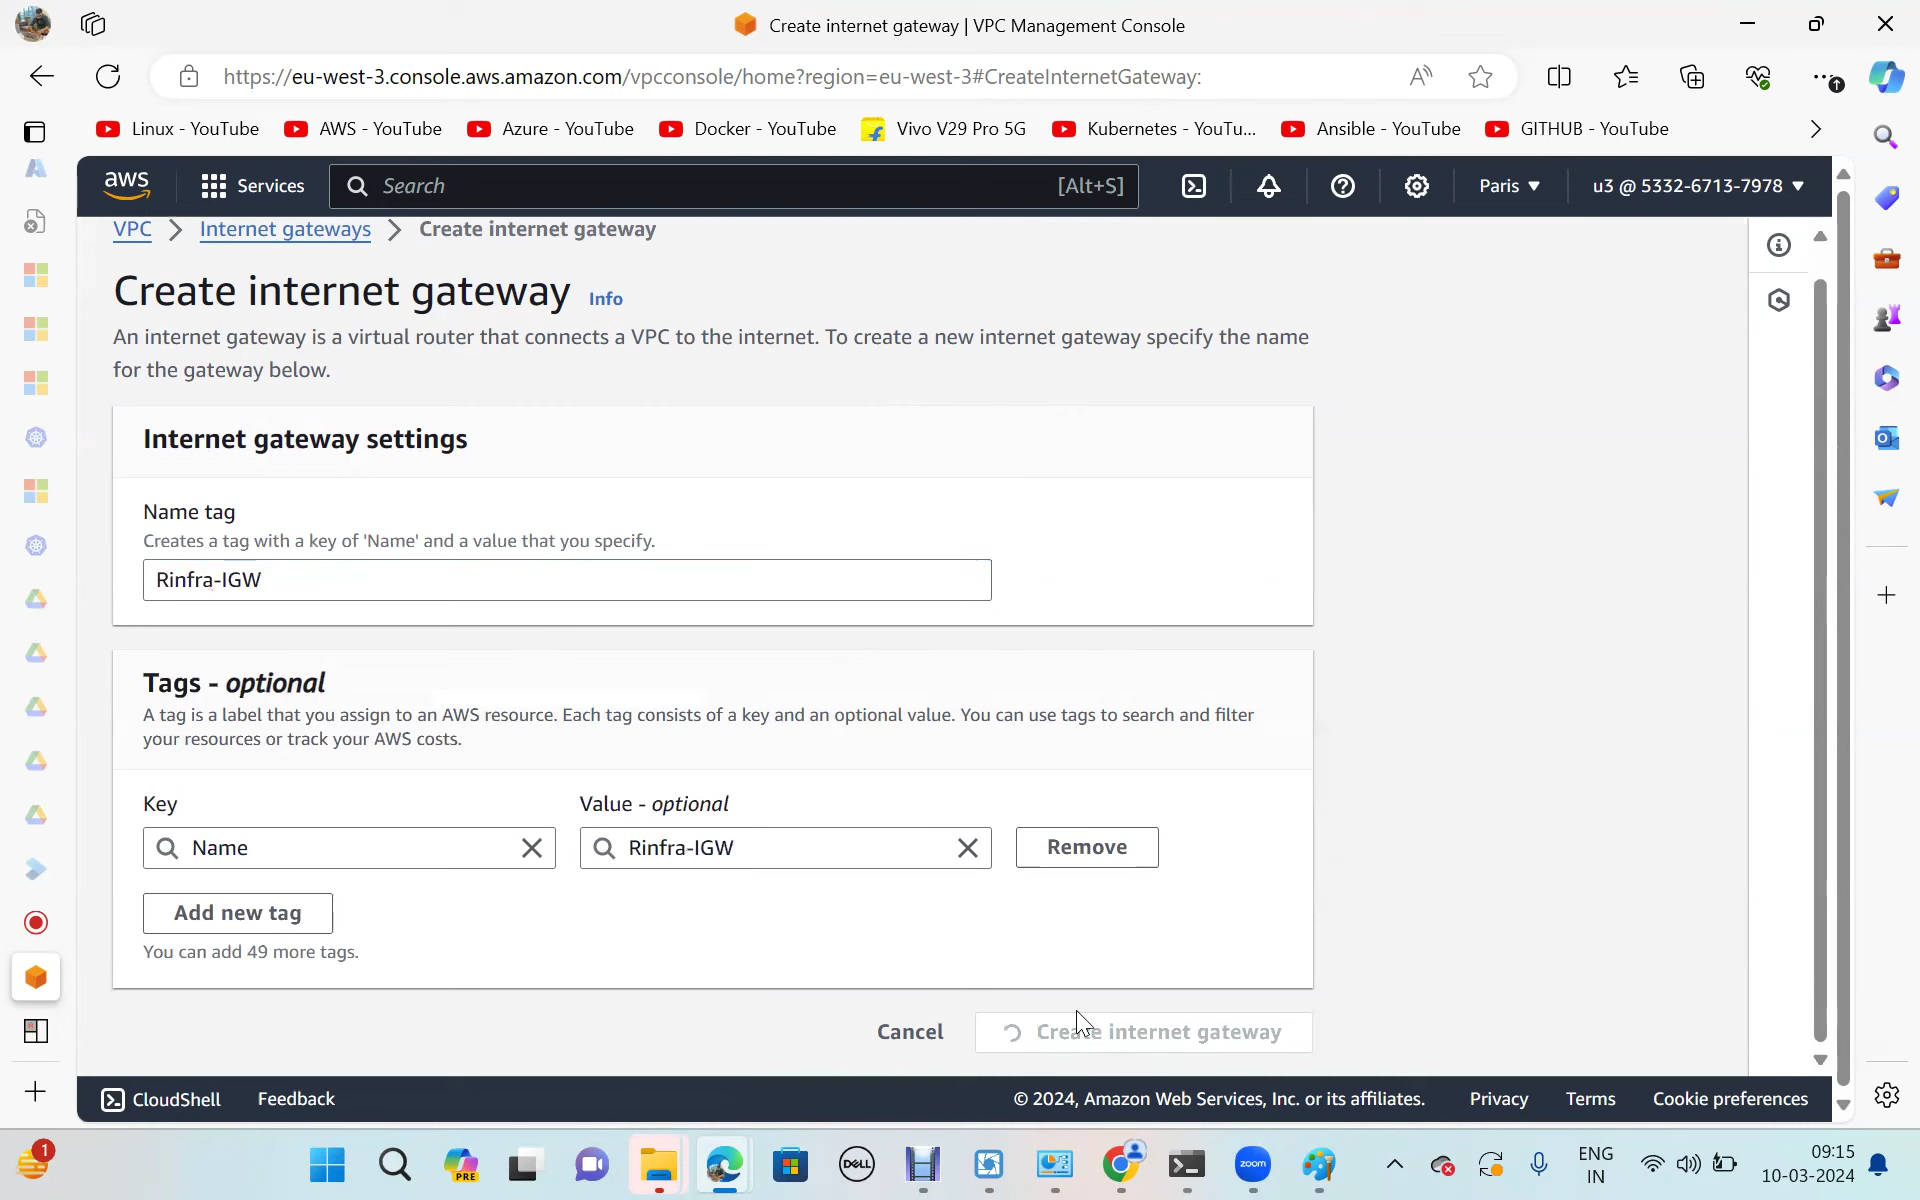 Create internet gateway | VPC Management Console
https://eu-west-3.console.aws.amazon.com/vpcconsole/home?region=eu-west-3#CreateInternetGateway:
Linux - YouTube
AWS - YouTube
Azure - YouTube
Docker - YouTube
Vivo V29 Pro 5G
Kubernetes - YouTu...
Ansible - YouTube
GITHUB - YouTube
aws
Services
Search
[Alt+S]
Paris
u3 @ 5332-6713-7978
VPC > Internet gateways > Create internet gateway
Create internet gateway Info
An internet gateway is a virtual router that connects a VPC to the internet. To create a new internet gateway specify the name
for the gateway below.
Internet gateway settings
Name tag
Creates a tag with a key of 'Name' and a value that you specify.
Rinfra-IGW
Tags - optional
A tag is a label that you assign to an AWS resource. Each tag consists of a key and an optional value. You can use tags to search and filter
your resources or track your AWS costs.
Key
Value - optional
Name
Rinfra-IGW
Remove
Add new tag
You can add 49 more tags.
Cancel
Create internet gateway
CloudShell
Feedback
© 2024, Amazon Web Services, Inc. or its affiliates.
Privacy
Terms
Cookie preferences
1
PRE
DELL
zoom
ENG
IN
09:15
10-03-2024